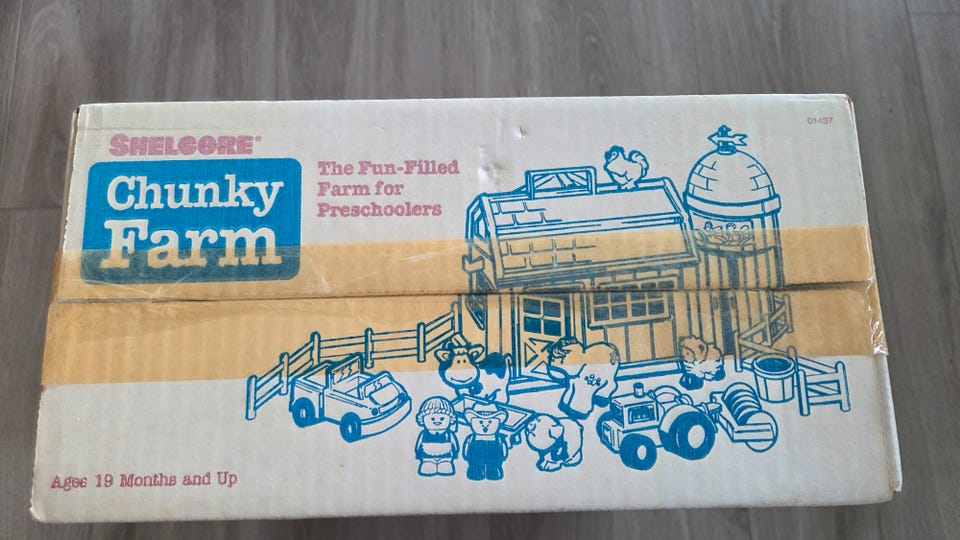 SHELCORE®
01437
Chunky
Farm
The Fun-Filled
Farm for
Preschoolers
Ages 19 Months and Up